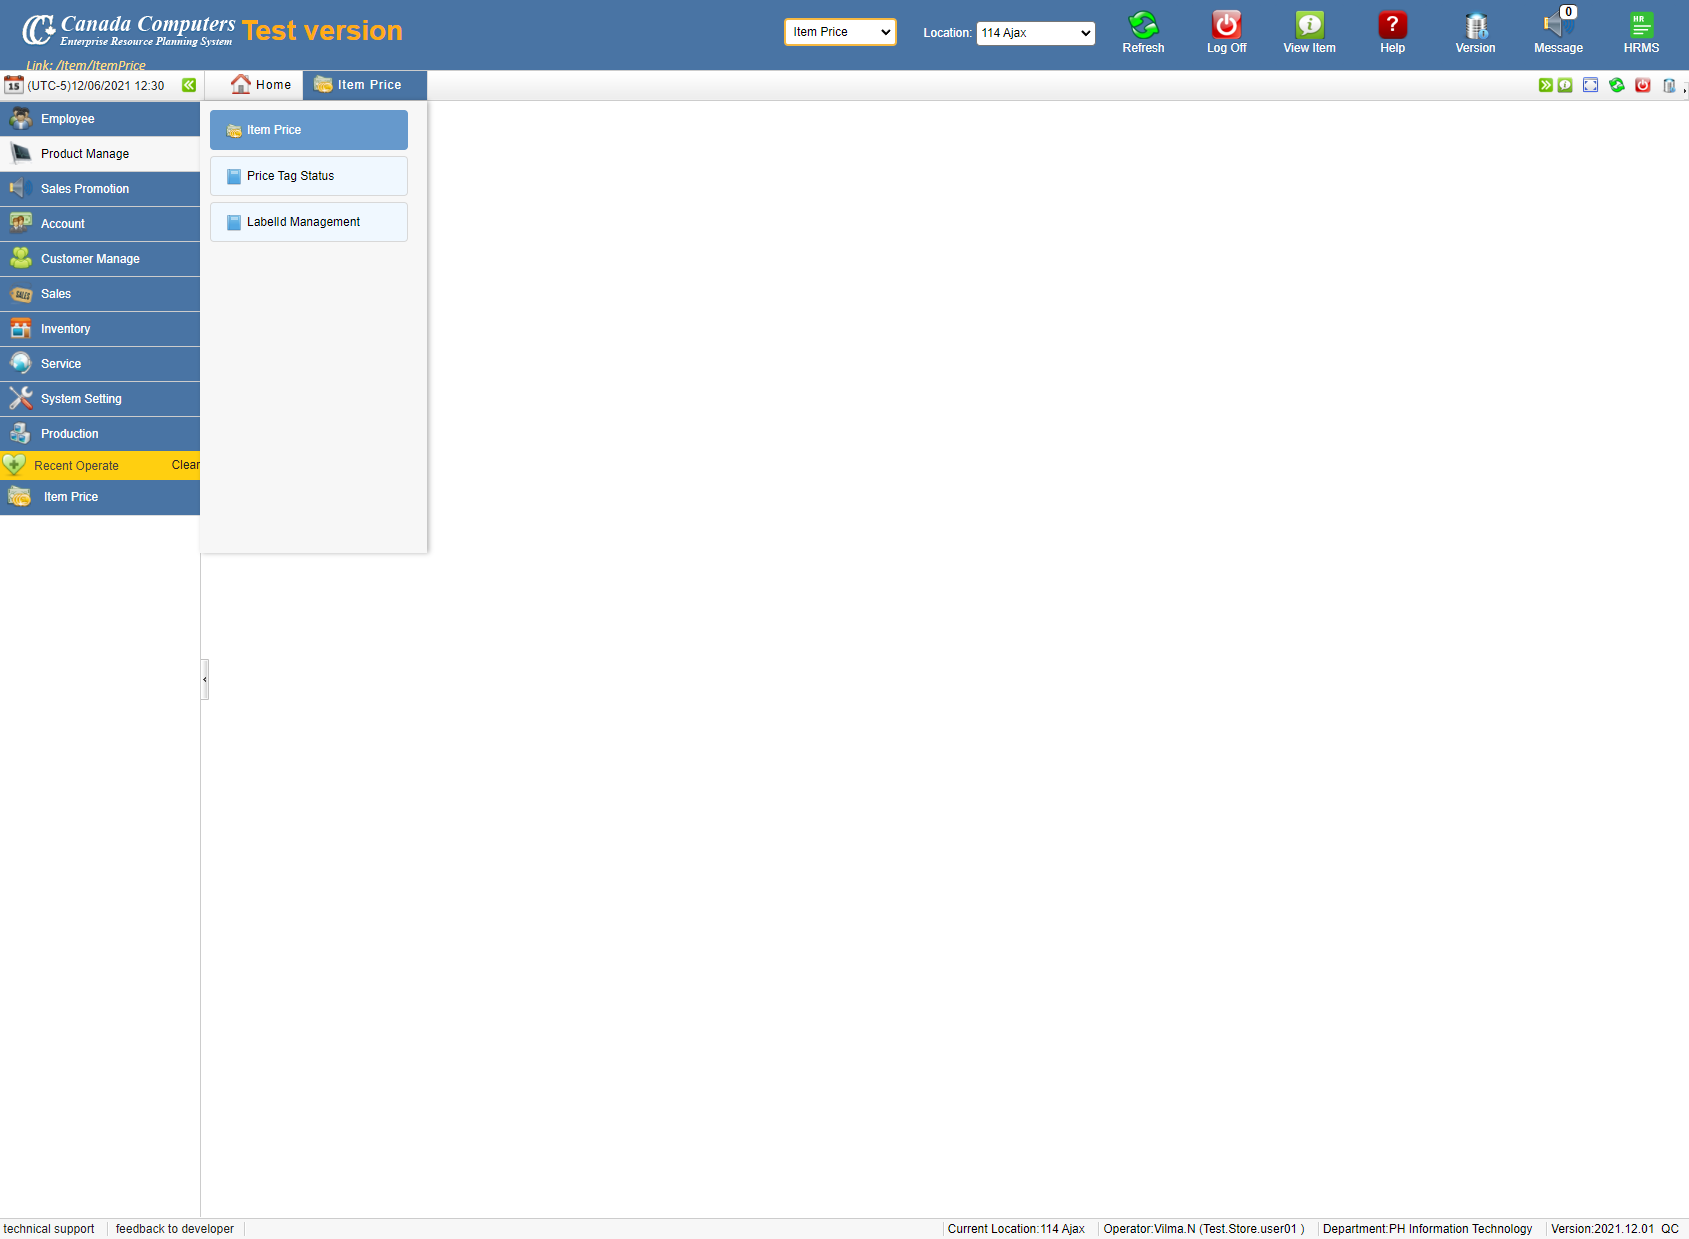 Canada Computers
Enterprise Resource Planning System
Test version
Link: /Item/ItemPrice
Item Price
Location: 114 Ajax
Refresh
Log Off
View Item
Help
Version
0
Message
HR
HRMS
15 (UTC-5)12/06/2021 12:30
Home
Item Price
Employee
Product Manage
Sales Promotion
Account
Customer Manage
Sales
Inventory
Service
System Setting
Production
Recent Operate Clear
Item Price
Item Price
Price Tag Status
LabelId Management
technical support
feedback to developer
Current Location:114 Ajax
Operator:Vilma.N (Test.Store.user01 )
Department:PH Information Technology
Version:2021.12.01 QC